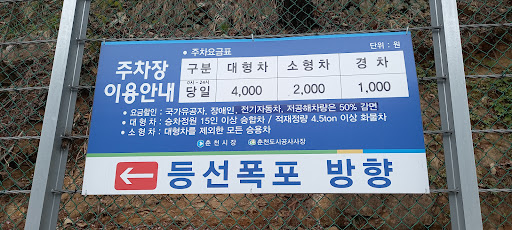 • 주차요금표
단위 : 원
주차장
이용안내
구분 대형차 소형차 경차
0시~24시
당일 4,000 2,000 1,000
• 요금할인 : 국가유공자, 장애인, 전기자동차, 저공해차량은 50% 감면
• 대 형 차 : 승차정원 15인 이상 승합차 / 적재정량 4.5ton 이상 화물차
• 소 형 차 : 대형차를 제외한 모든 승용차
춘천시장 춘천도시공사사장
등선폭포 방향